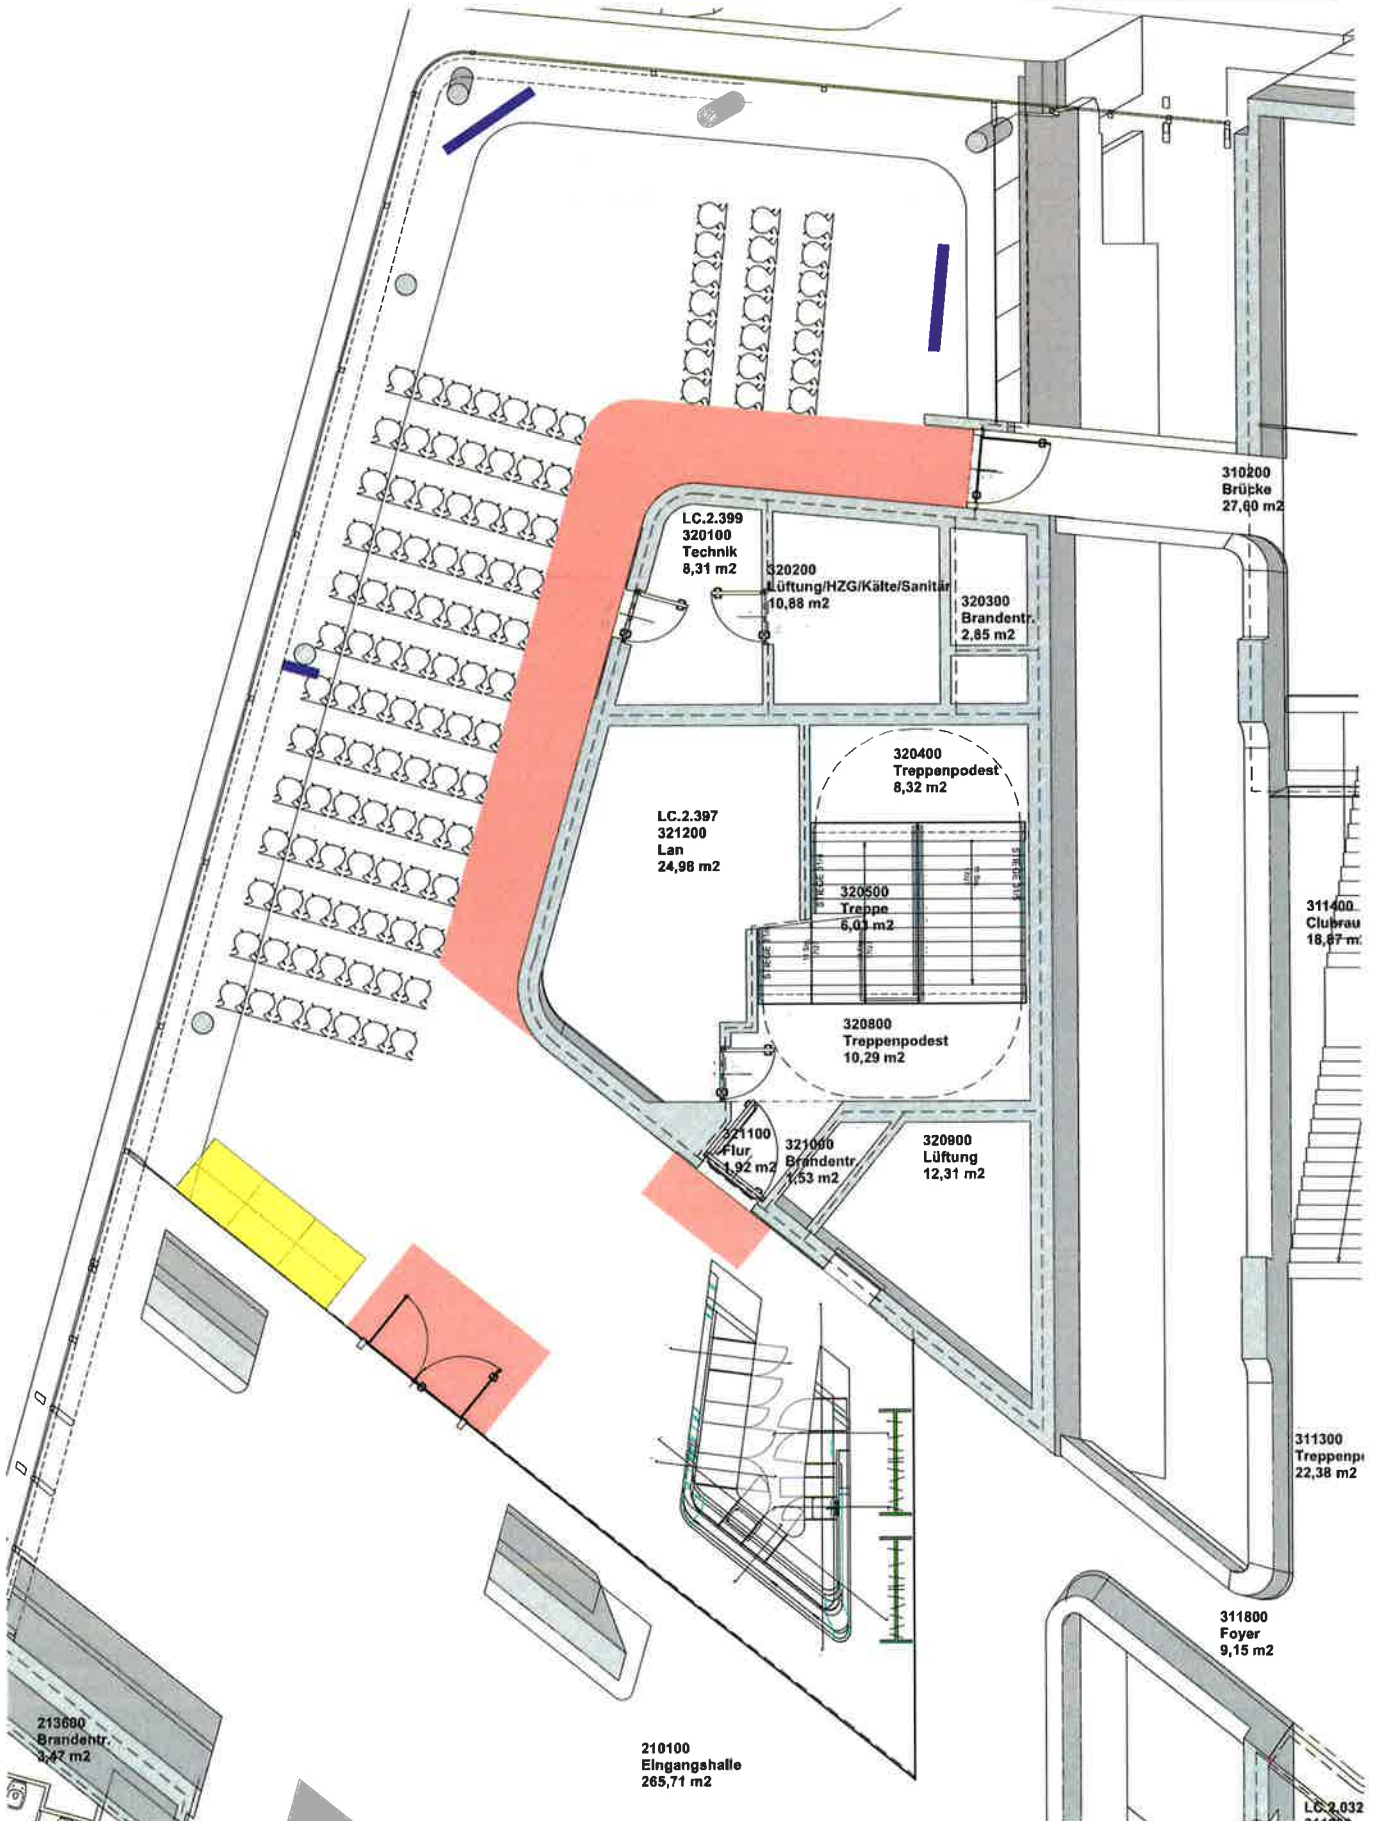 310200
Brücke
27,60 m2
LC.2.399
320100
Technik
8,31 m2
320200
Lüftung/HZG/Kälte/Sanitär
10,88 m2
320300
Brandentr.
2,85 m2
320400
Treppenpodest
8,32 m2
LC.2.397
321200
Lan
24,98 m2
320500
Treppe
6,03 m2
311400
Clubrau
18,87 m
320800
Treppenpodest
10,29 m2
321100
Flur
1,92 m2
321000
Brandentr.
1,53 m2
320900
Lüftung
12,31 m2
311300
Treppenp
22,38 m2
311800
Foyer
9,15 m2
213600
Brandentr.
3,47 m2
210100
Eingangshalle
265,71 m2
LC.2.032